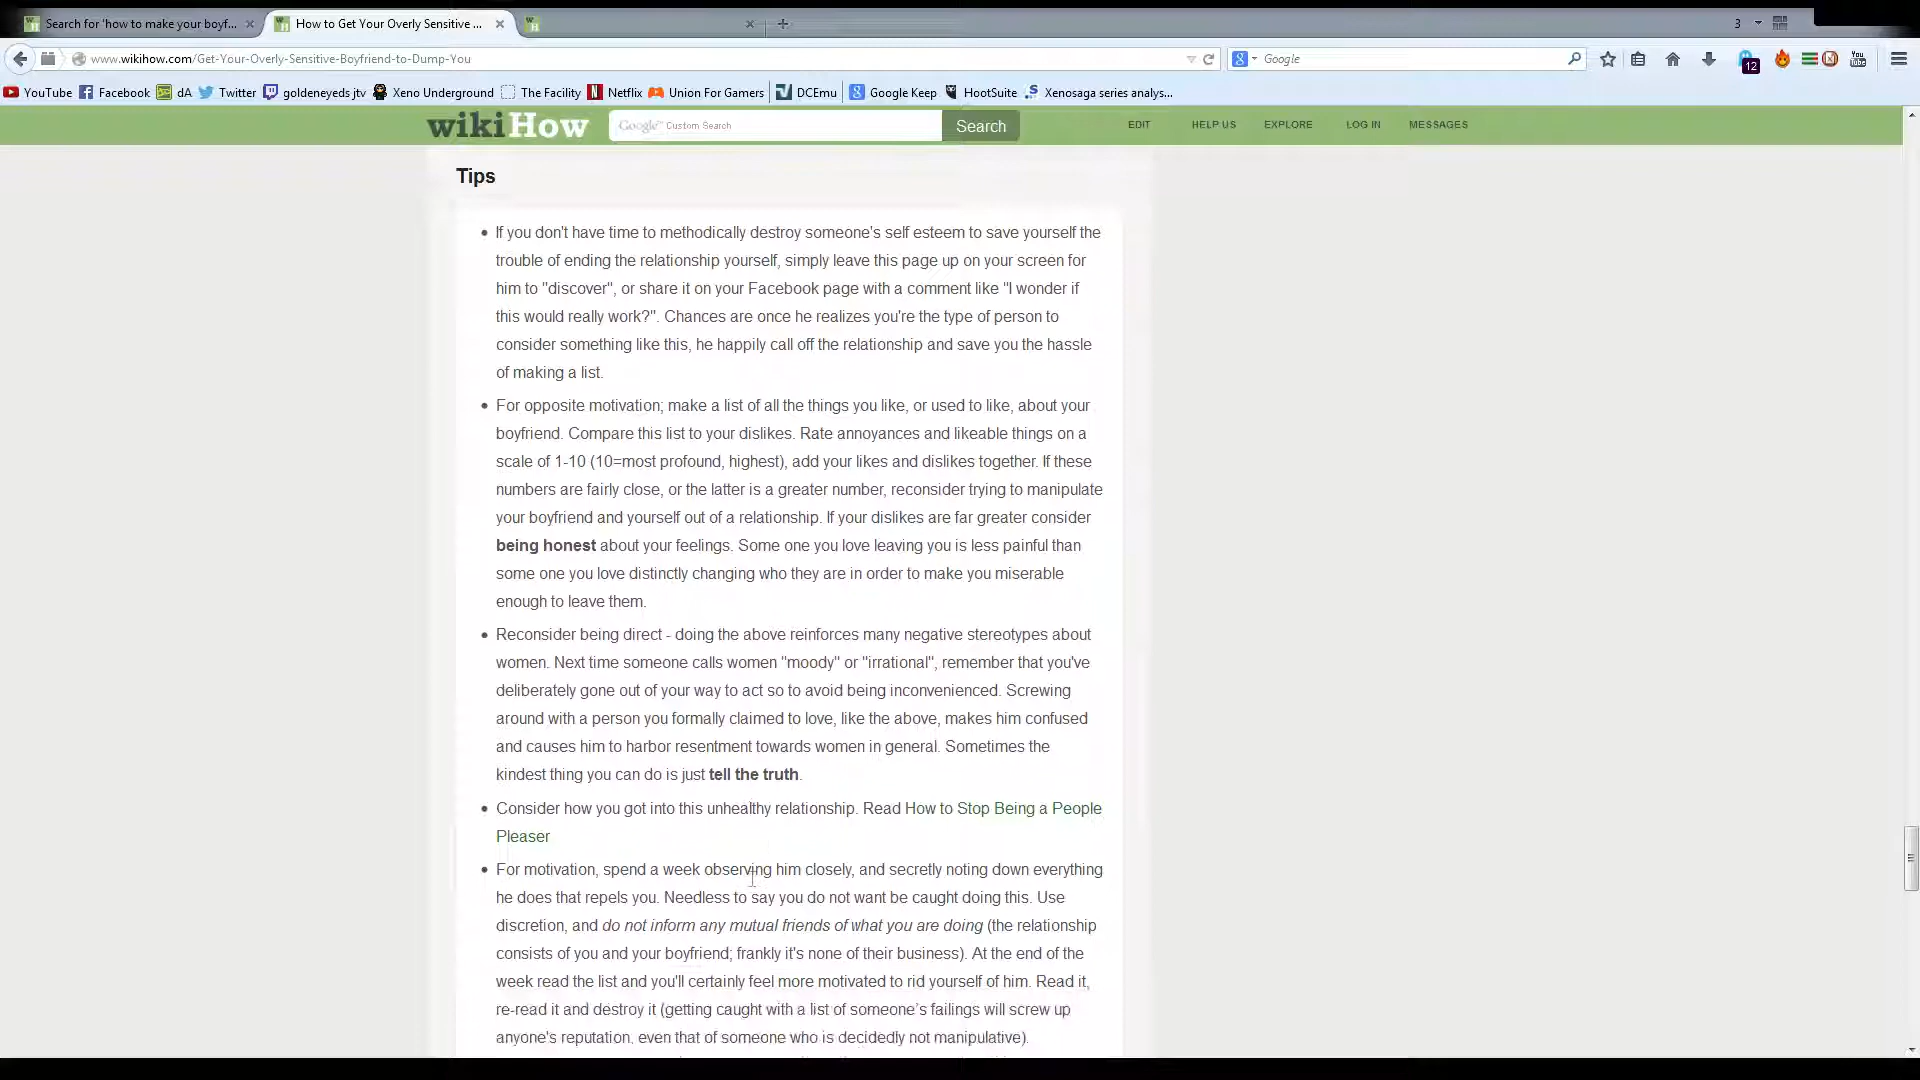 Search for 'how to make your boyf...
How to Get Your Overly Sensitive ...
3
www.wikihow.com/Get-Your-Overly-Sensitive-Boyfriend-to-Dump-You
Google
12
YouTube Facebook dA Twitter goldeneyeds jtv Xeno Underground The Facility Netflix Union For Gamers DCEmu Google Keep HootSuite Xenosaga series analys...
wikiHow Google™ Custom Search Search EDIT HELP US EXPLORE LOG IN MESSAGES
Tips
If you don't have time to methodically destroy someone's self esteem to save yourself the
trouble of ending the relationship yourself, simply leave this page up on your screen for
him to "discover", or share it on your Facebook page with a comment like "I wonder if
this would really work?". Chances are once he realizes you're the type of person to
consider something like this, he happily call off the relationship and save you the hassle
of making a list.
For opposite motivation; make a list of all the things you like, or used to like, about your
boyfriend. Compare this list to your dislikes. Rate annoyances and likeable things on a
scale of 1-10 (10=most profound, highest), add your likes and dislikes together. If these
numbers are fairly close, or the latter is a greater number, reconsider trying to manipulate
your boyfriend and yourself out of a relationship. If your dislikes are far greater consider
being honest about your feelings. Some one you love leaving you is less painful than
some one you love distinctly changing who they are in order to make you miserable
enough to leave them.
Reconsider being direct - doing the above reinforces many negative stereotypes about
women. Next time someone calls women "moody" or "irrational", remember that you've
deliberately gone out of your way to act so to avoid being inconvenienced. Screwing
around with a person you formally claimed to love, like the above, makes him confused
and causes him to harbor resentment towards women in general. Sometimes the
kindest thing you can do is just tell the truth.
Consider how you got into this unhealthy relationship. Read How to Stop Being a People
Pleaser
For motivation, spend a week observing him closely, and secretly noting down everything
he does that repels you. Needless to say you do not want be caught doing this. Use
discretion, and do not inform any mutual friends of what you are doing (the relationship
consists of you and your boyfriend; frankly it's none of their business). At the end of the
week read the list and you'll certainly feel more motivated to rid yourself of him. Read it,
re-read it and destroy it (getting caught with a list of someone's failings will screw up
anyone's reputation, even that of someone who is decidedly not manipulative).